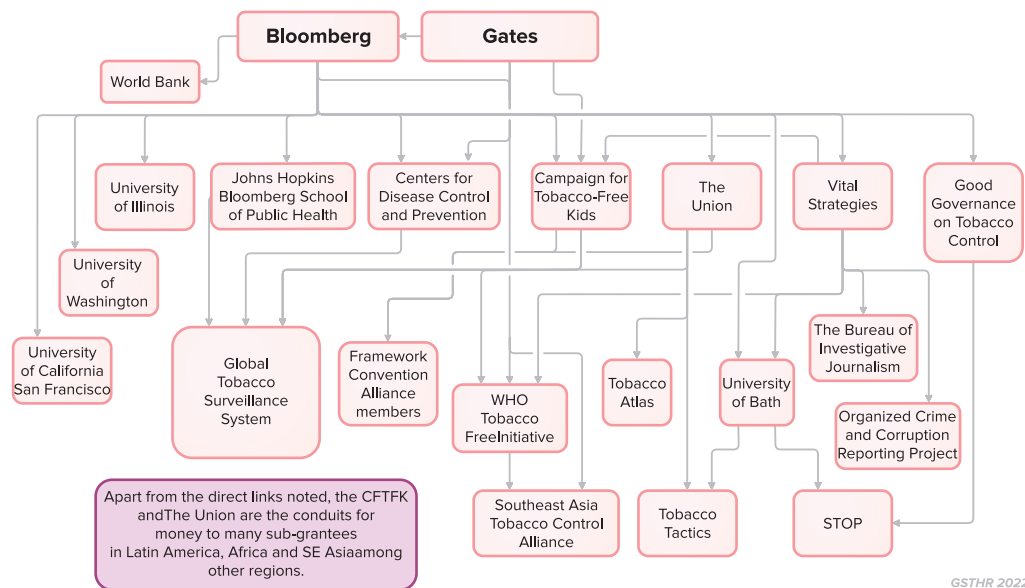 Bloomberg
Gates
World Bank
University
of Illinois
Johns Hopkins
Bloomberg School
of Public Health
Centers for
Disease Control
and Prevention
Campaign for
Tobacco-Free
Kids
The
Union
Vital
Strategies
Good
Governance
on Tobacco
Control
University
of
Washington
University
of California
San Francisco
Global
Tobacco
Surveillance
System
Framework
Convention
Alliance
members
WHO
Tobacco
FreeInitiative
Tobacco
Atlas
University
of Bath
The Bureau of
Investigative
Journalism
Organized Crime
and Corruption
Reporting Project
Apart from the direct links noted, the CFTFK
andThe Union are the conduits for
money to many sub-grantees
in Latin America, Africa and SE Asiaamong
other regions.
Southeast Asia
Tobacco Control
Alliance
Tobacco
Tactics
STOP
GSTHR 2022